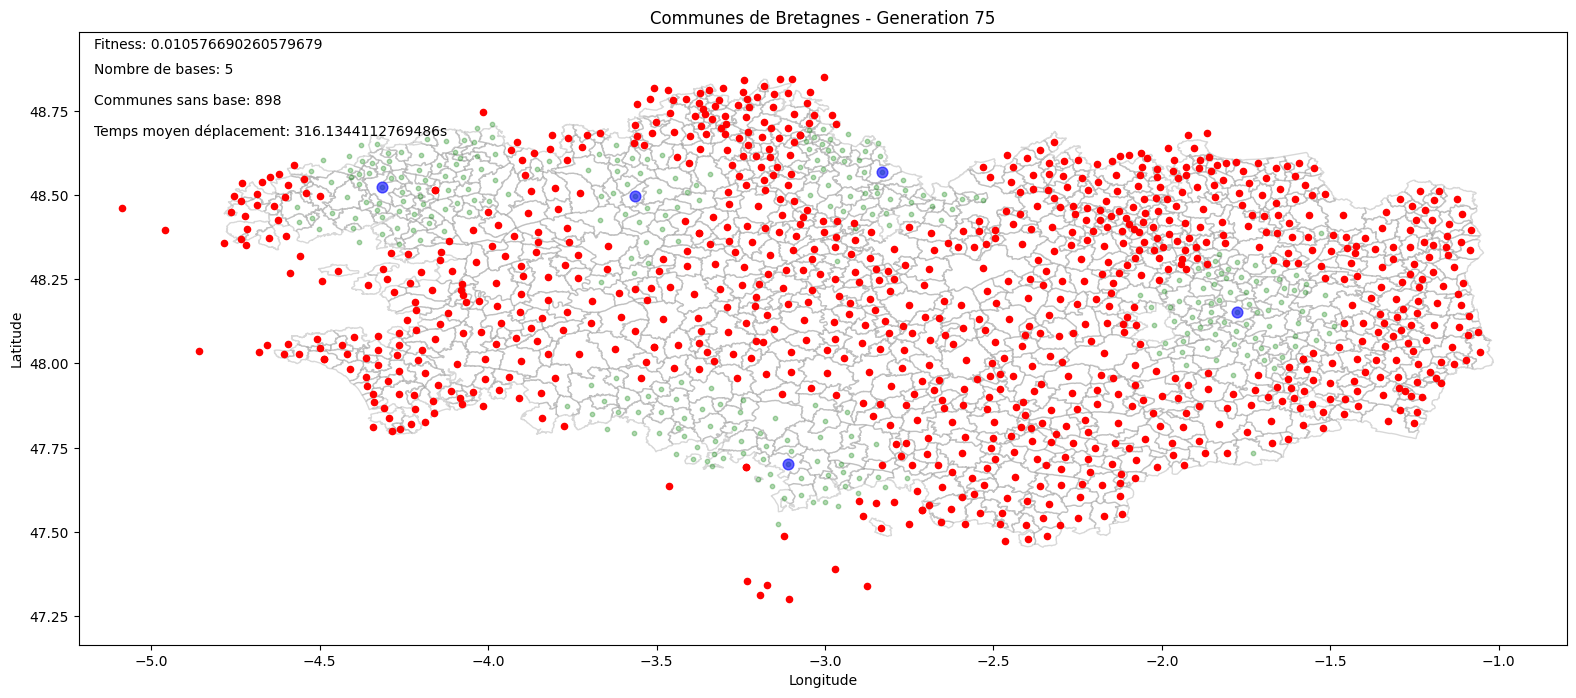 Communes de Bretagnes - Generation 75
Fitness: 0.010576690260579679
Nombre de bases: 5
Communes sans base: 898
Temps moyen déplacement: 316.1344112769486s
Latitude
48.75
48.50
48.25
48.00
47.75
47.50
47.25
−5.0 −4.5 −4.0 −3.5 −3.0 −2.5 −2.0 −1.5 −1.0
Longitude